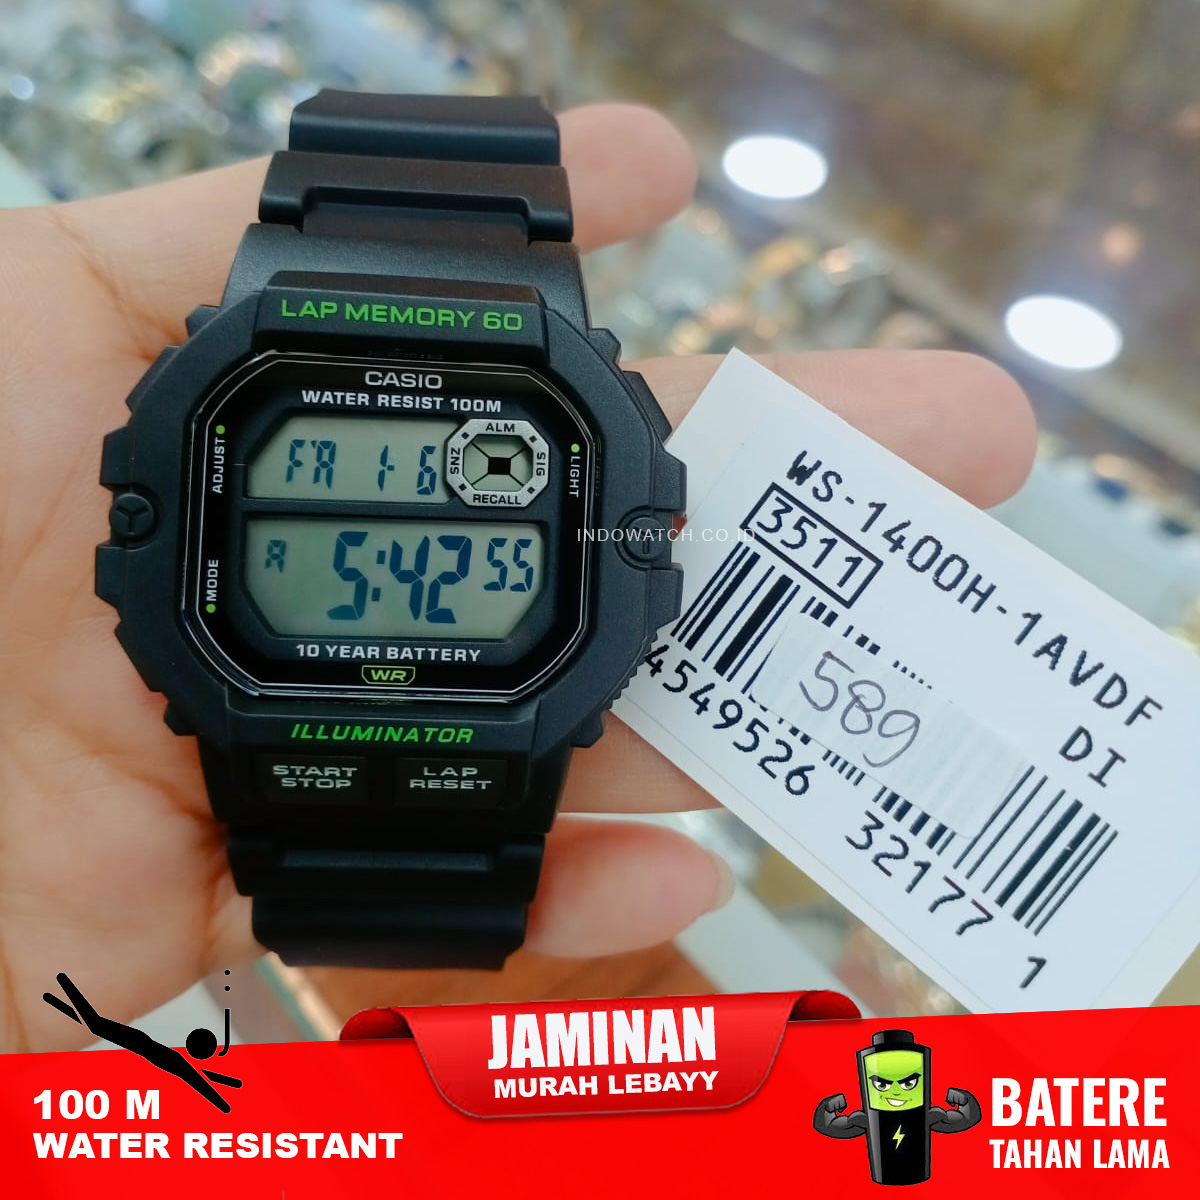 LAP MEMORY 60
CASIO
WATER RESIST 100M
ALM
SNZ
SIG
RECALL
ADJUST
LIGHT
MODE
FR 1-6
A 5:42 55
10 YEAR BATTERY
WR
ILLUMINATOR
START
STOP
LAP
RESET
INDOWATCH.CO.ID
WS-1400H-1AVDF
3511
DI
589
4549526 32177 1
JAMINAN
MURAH LEBAYY
100 M
WATER RESISTANT
BATERE
TAHAN LAMA